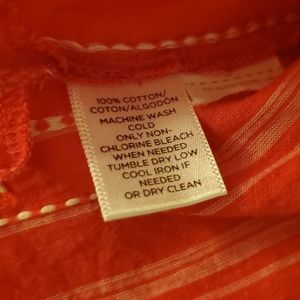 100% COTTON/
COTON/ALGODÓN
MACHINE WASH
COLD
ONLY NON-
CHLORINE BLEACH
WHEN NEEDED
TUMBLE DRY LOW
COOL IRON IF
NEEDED
OR DRY CLEAN